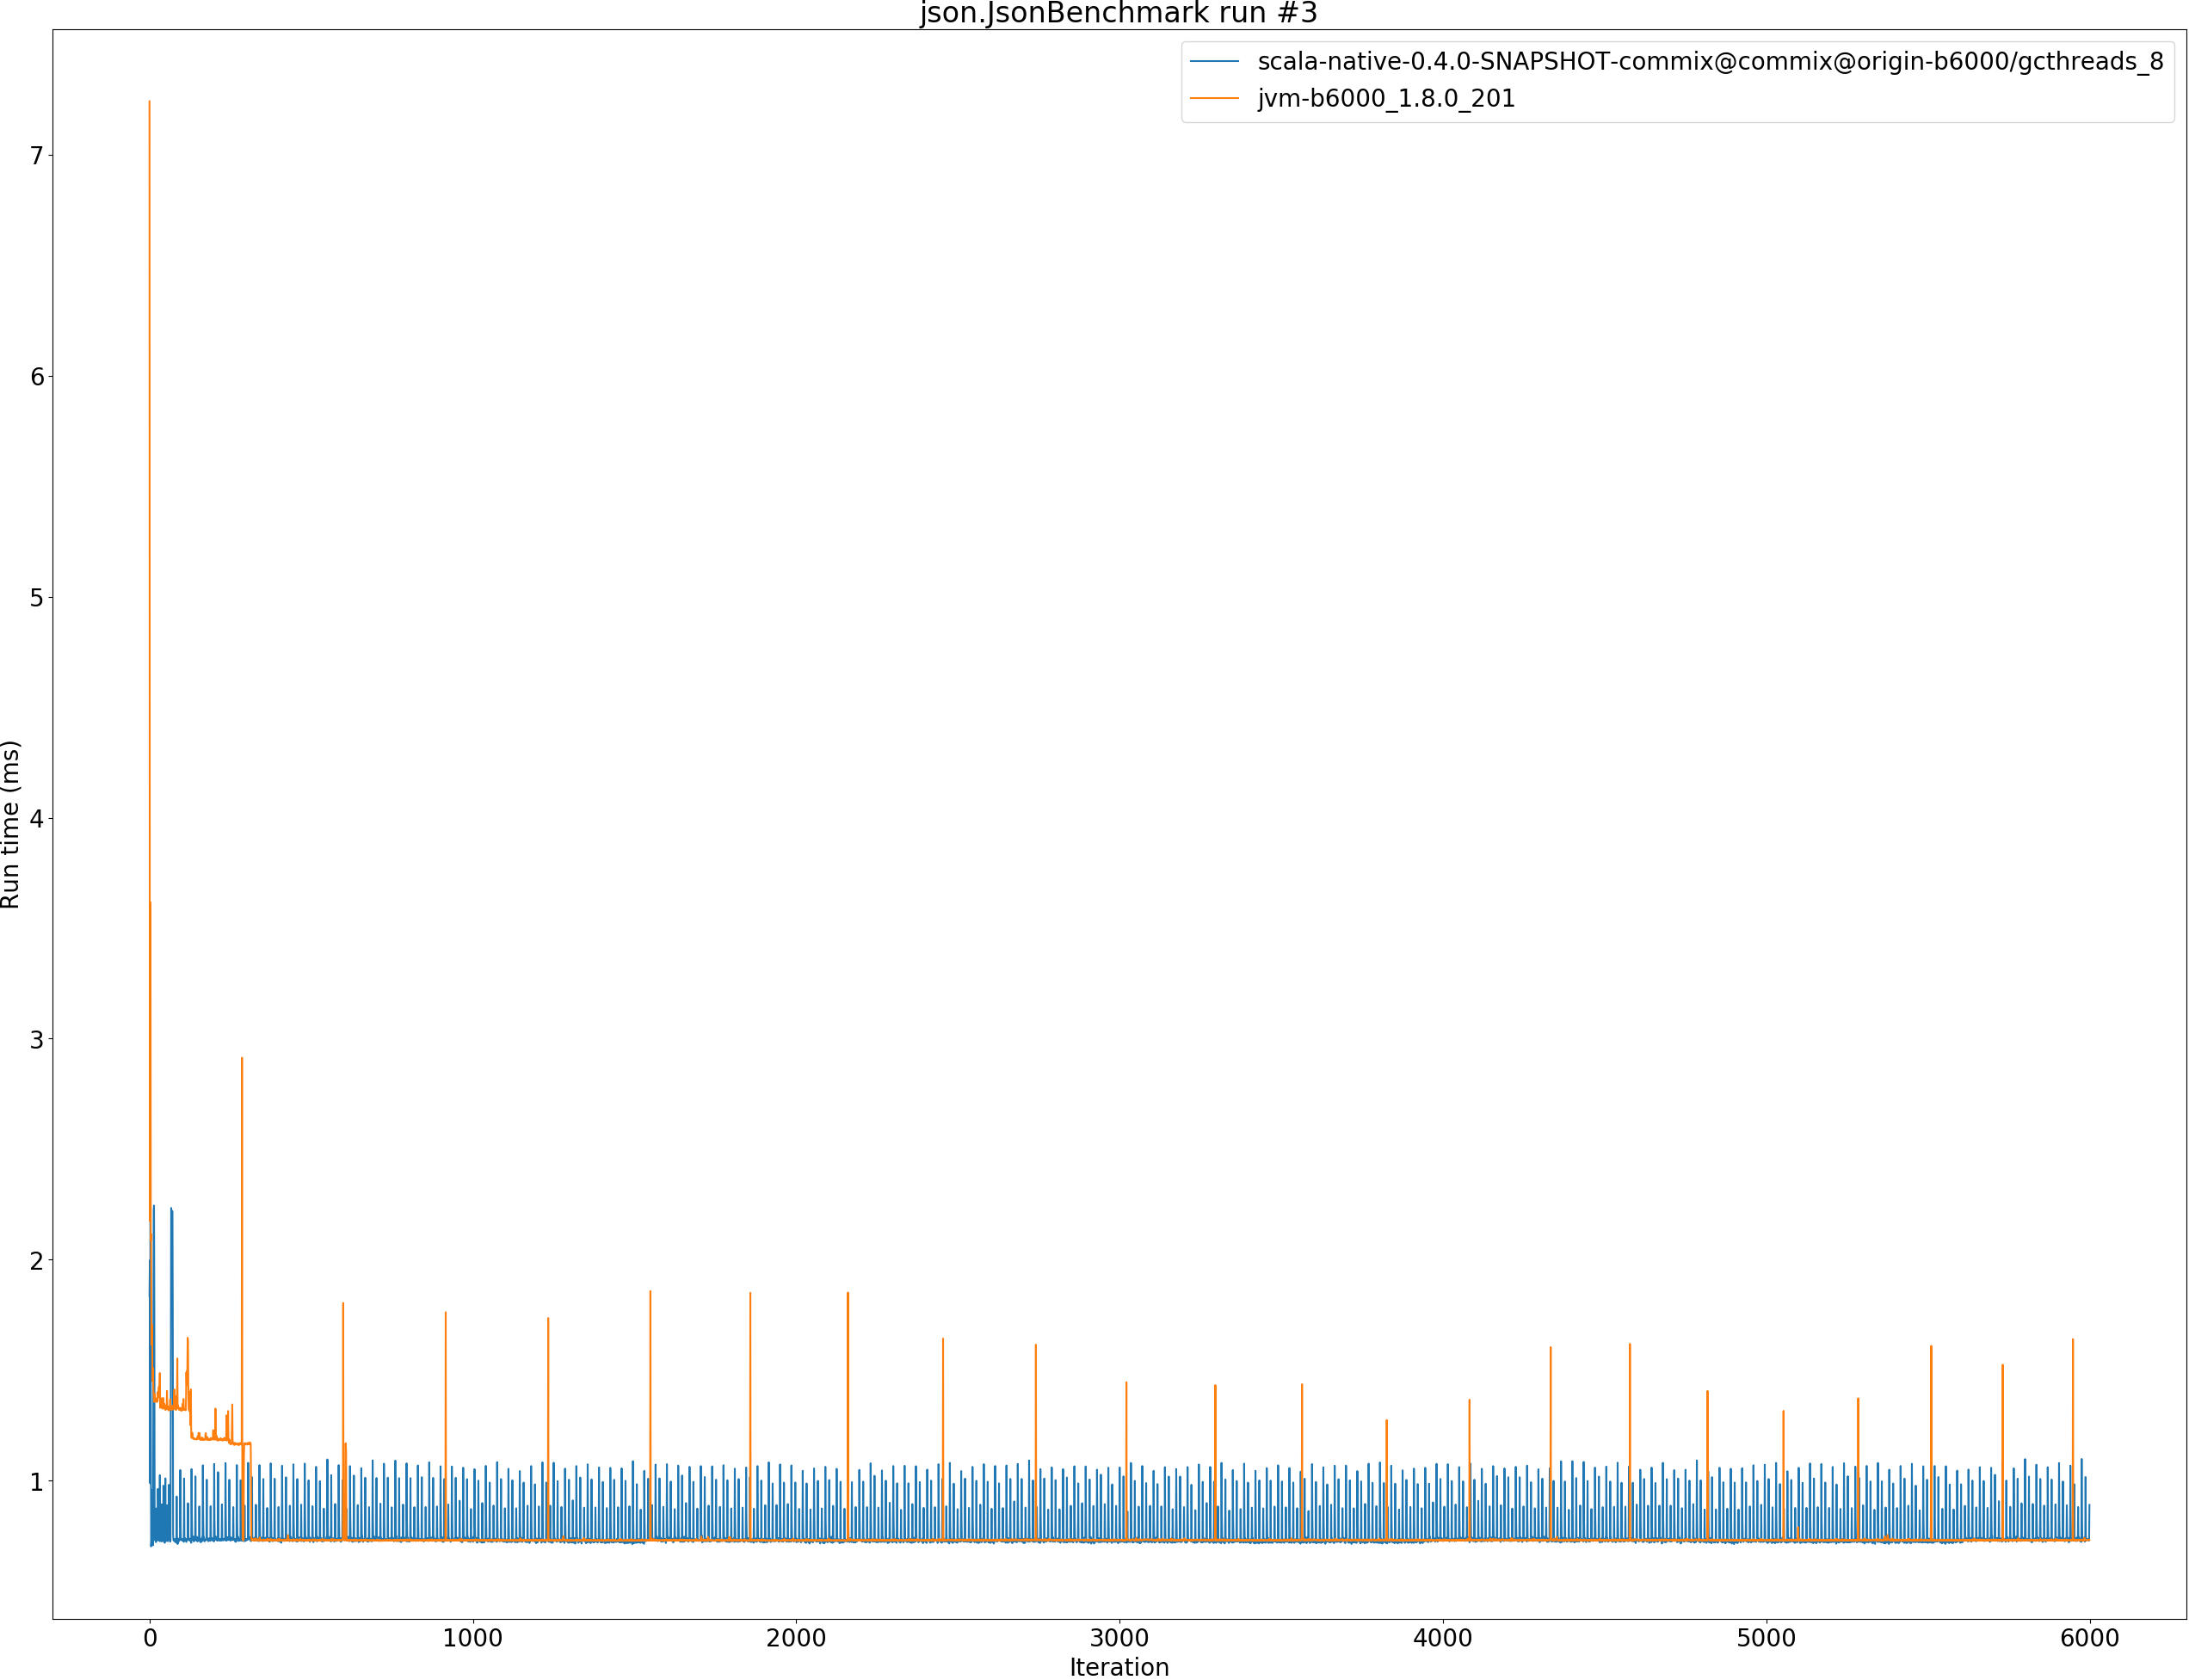 json.JsonBenchmark run #3
scala-native-0.4.0-SNAPSHOT-commix@commix@origin-b6000/gcthreads_8
jvm-b6000_1.8.0_201
Run time (ms)
7
6
5
4
3
2
1
0 1000 2000 3000 4000 5000 6000
Iteration